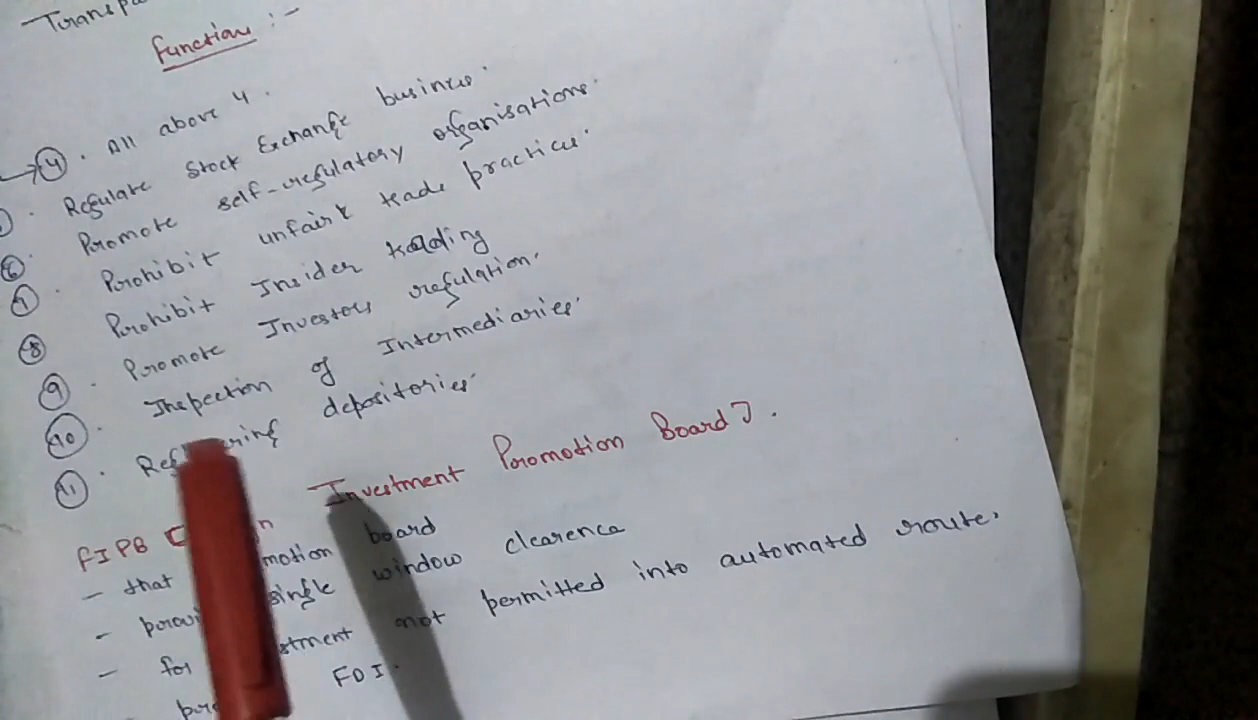 Function :-
④. All above 4.
. Regulate Stock Exchange business.
⑥. Promote self-regulatory organisations.
⑦. Prohibit unfair trade practices.
⑧ Prohibit Insider trading
⑨. Promote Investors regulation.
⑩. Inspection of Intermediaries.
⑪. depositories.
FIPB Investment Promotion Board].
- that board
- single window clearence
- for not permitted into automated route.
FDI.